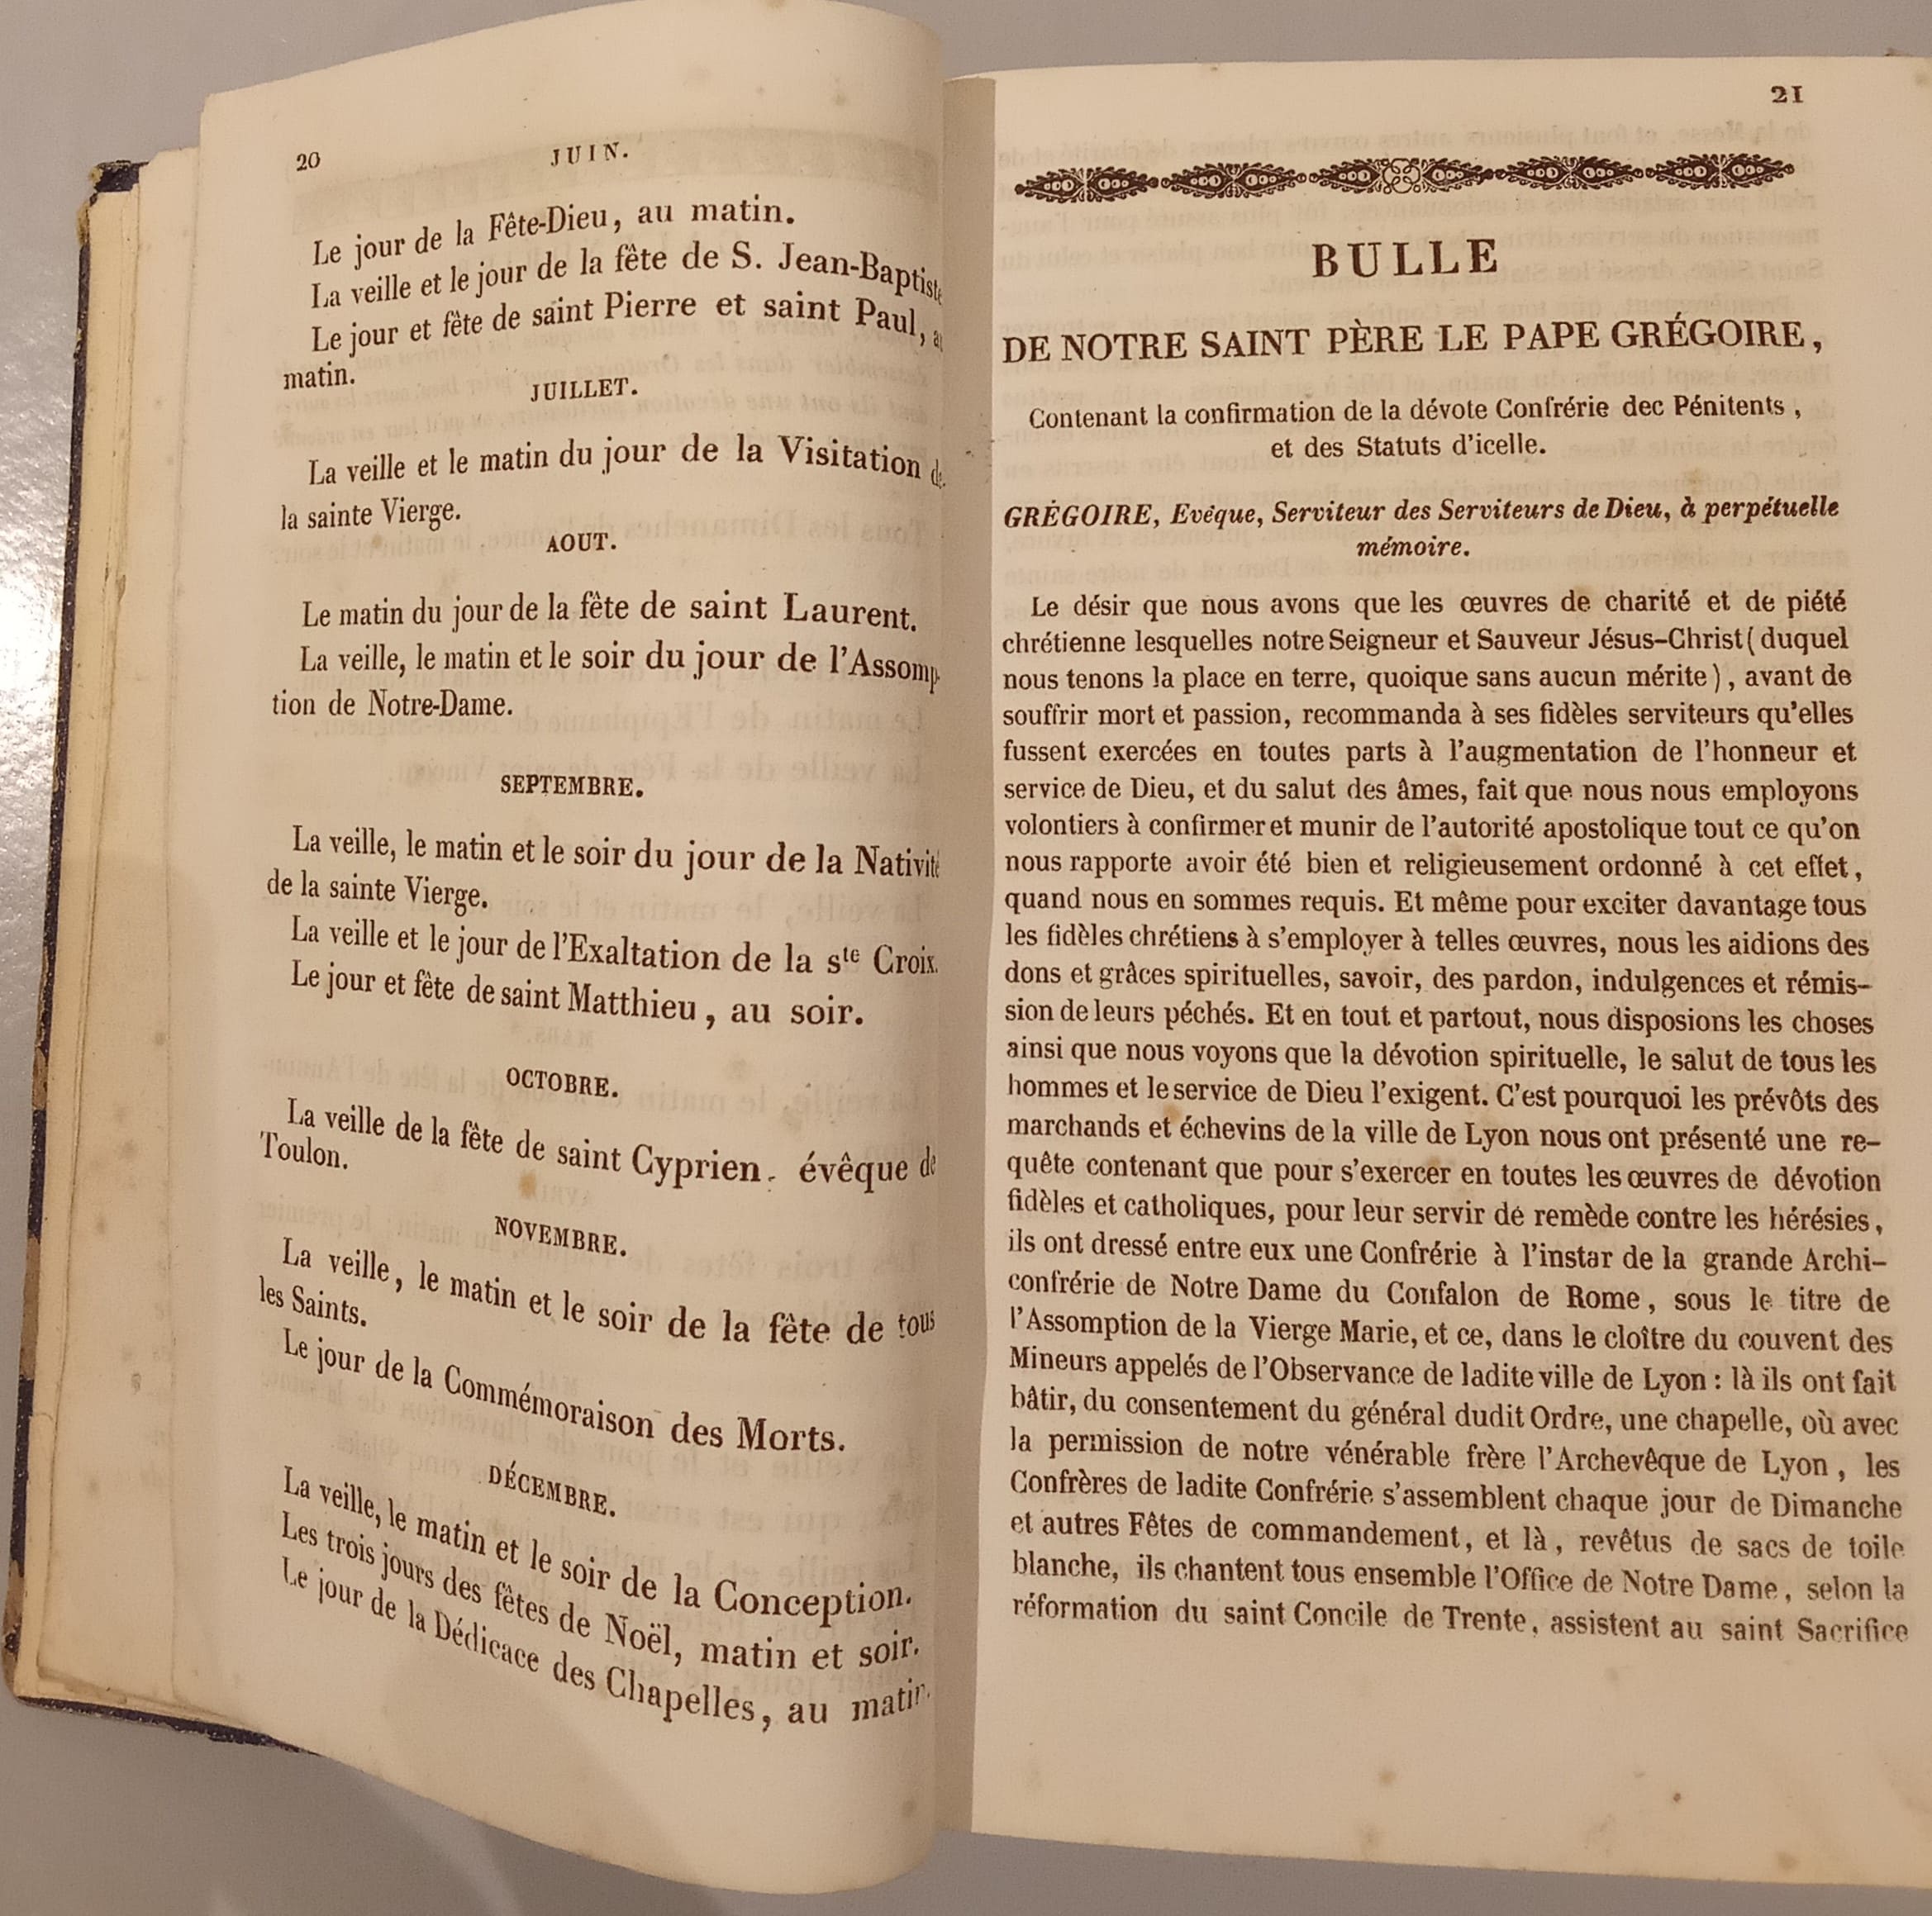 20
JUIN.
Le jour de la Fête-Dieu, au matin.
La veille et le jour de la fête de S. Jean-Baptiste
Le jour et fête de saint Pierre et saint Paul,
matin.
JUILLET.
La veille et le matin du jour de la Visitation
la sainte Vierge.
AOUT.
Le matin du jour de la fête de saint Laurent.
La veille, le matin et le soir du jour de l'Assomp
tion de Notre-Dame.
SEPTEMBRE.
La veille, le matin et le soir du jour de la Nativité
de la sainte Vierge.
La veille et le jour de l'Exaltation de la ste Croix.
Le jour et fête de saint Matthieu, au soir.
OCTOBRE.
La veille de la fête de saint Cyprien, évêque de
Toulon.
NOVEMBRE.
La veille, le matin et le soir de la fête de tous
les Saints.
Le jour de la Commémoraison des Morts.
DÉCEMBRE.
La veille, le matin et le soir de la Conception.
Les trois jours des fêtes de Noël, matin et soir.
Le jour de la Dédicace des Chapelles, au matin.
21
BULLE
DE NOTRE SAINT PÈRE LE PAPE GRÉGOIRE,
Contenant la confirmation de la dévote Confrérie dec Pénitents,
et des Statuts d'icelle.
GRÉGOIRE, Evêque, Serviteur des Serviteurs de Dieu, à perpétuelle
mémoire.
Le désir que nous avons que les œuvres de charité et de piété
chrétienne lesquelles notre Seigneur et Sauveur Jésus-Christ (duquel
nous tenons la place en terre, quoique sans aucun mérite), avant de
souffrir mort et passion, recommanda à ses fidèles serviteurs qu'elles
fussent exercées en toutes parts à l'augmentation de l'honneur et
service de Dieu, et du salut des âmes, fait que nous nous employons
volontiers à confirmer et munir de l'autorité apostolique tout ce qu'on
nous rapporte avoir été bien et religieusement ordonné à cet effet,
quand nous en sommes requis. Et même pour exciter davantage tous
les fidèles chrétiens à s'employer à telles œuvres, nous les aidions des
dons et grâces spirituelles, savoir, des pardon, indulgences et rémis-
sion de leurs péchés. Et en tout et partout, nous disposions les choses
ainsi que nous voyons que la dévotion spirituelle, le salut de tous les
hommes et le service de Dieu l'exigent. C'est pourquoi les prévôts des
marchands et échevins de la ville de Lyon nous ont présenté une re-
quête contenant que pour s'exercer en toutes les œuvres de dévotion
fidèles et catholiques, pour leur servir de remède contre les hérésies,
ils ont dressé entre eux une Confrérie à l'instar de la grande Archi-
confrérie de Notre Dame du Confalon de Rome, sous le titre de
l'Assomption de la Vierge Marie, et ce, dans le cloître du couvent des
Mineurs appelés de l'Observance de ladite ville de Lyon : là ils ont fait
bâtir, du consentement du général dudit Ordre, une chapelle, où avec
la permission de notre vénérable frère l'Archevêque de Lyon, les
Confrères de ladite Confrérie s'assemblent chaque jour de Dimanche
et autres Fêtes de commandement, et là, revêtus de sacs de toile
blanche, ils chantent tous ensemble l'Office de Notre Dame, selon la
réformation du saint Concile de Trente, assistent au saint Sacrifice